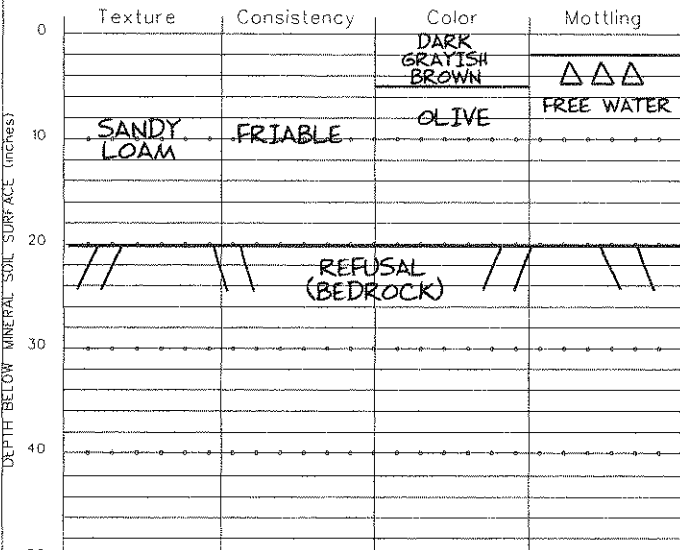 Texture Consistency Color Mottling
0
DARK
GRAYISH
BROWN
△△△
FREE WATER
OLIVE
10
SANDY
LOAM
FRIABLE
20
REFUSAL
(BEDROCK)
30
40
DEPTH BELOW MINERAL SOIL SURFACE (inches)